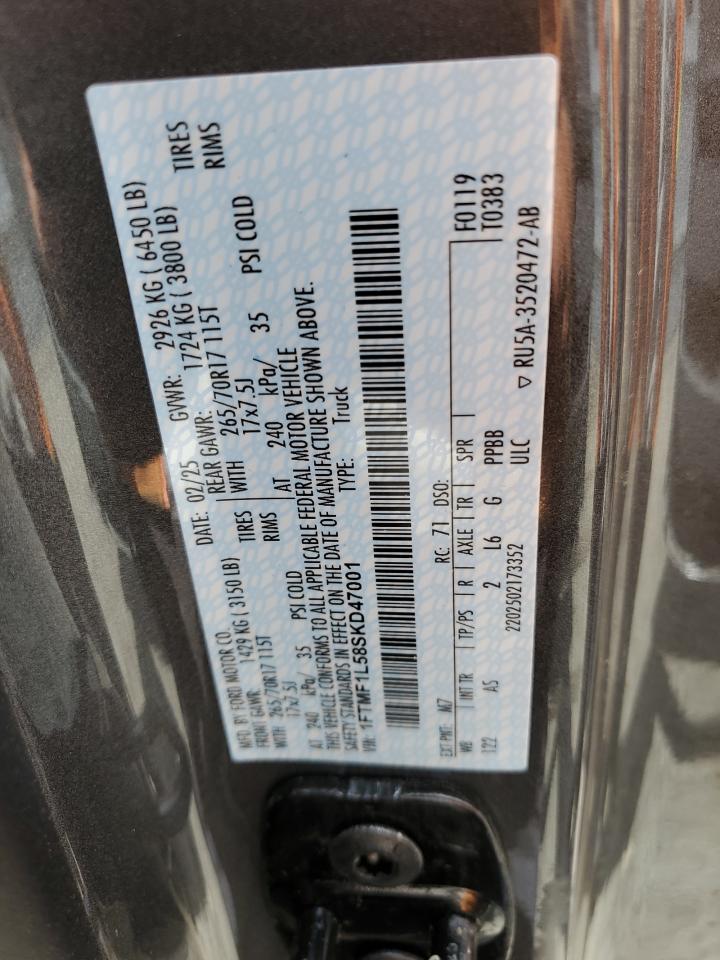 MFD. BY FORD MOTOR CO.
DATE: 02/25 GVWR: 2926 KG ( 6450 LB)
FRONT GAWR: 1429 KG ( 3150 LB) REAR GAWR: 1724 KG ( 3800 LB)
WITH 265/70R17 115T TIRES WITH 265/70R17 115T TIRES
17x7.5J RIMS 17x7.5J RIMS
AT 240 kPa/ 35 PSI COLD AT 240 kPa/ 35 PSI COLD
THIS VEHICLE CONFORMS TO ALL APPLICABLE FEDERAL MOTOR VEHICLE
SAFETY STANDARDS IN EFFECT ON THE DATE OF MANUFACTURE SHOWN ABOVE.
VIN: 1FTMF1L58SKD47001 TYPE: Truck
EXT PNT: M7 RC: 71 DSO: F0119
WB INT TR TP/PS R AXLE TR SPR T0383
122 AS 2 L6 G PPBB
2202502173352 ULC ▽ RU5A-3520472-AB